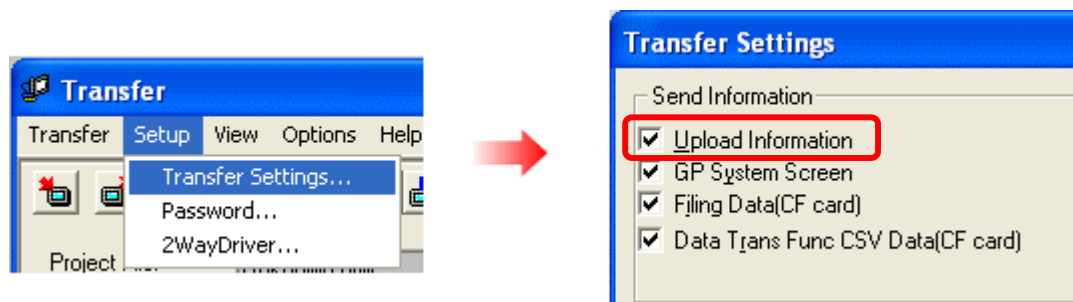 Transfer
Transfer Setup View Options Help
Transfer Settings...
Password...
2WayDriver...
Project
Transfer Settings
Send Information
Upload Information
GP System Screen
Filing Data(CF card)
Data Trans Func CSV Data(CF card)